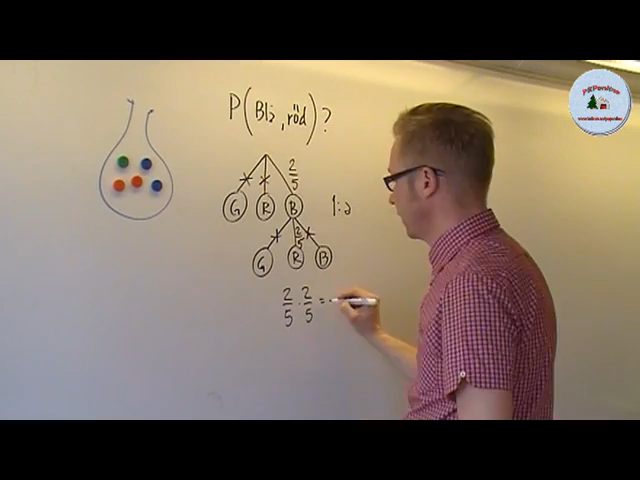 P(Blå, röd)?
2/5
G R B
1:a
2/5
G R B
2/5 · 2/5 =